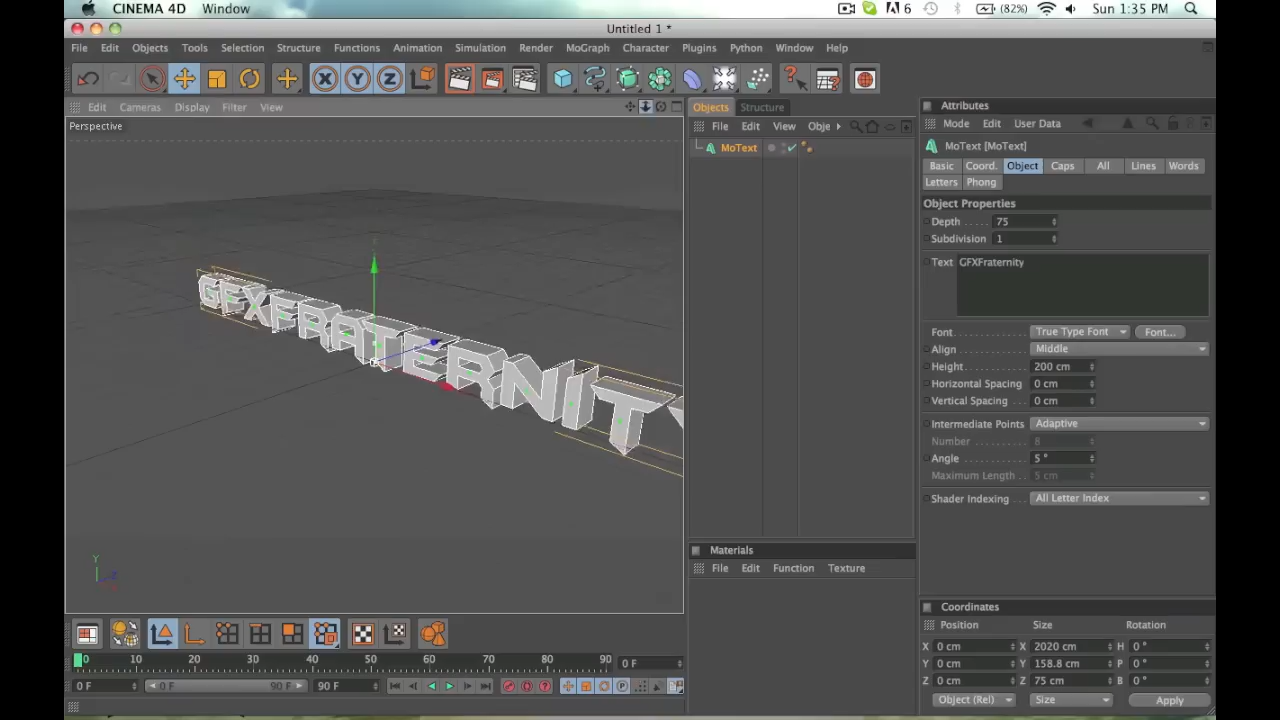 CINEMA 4D Window 6 (82%) Sun 1:35 PM
Untitled 1 *
File Edit Objects Tools Selection Structure Functions Animation Simulation Render MoGraph Character Plugins Python Window Help
X Y Z
Edit Cameras Display Filter View
Perspective
GFXFRATERNITY
Y
Objects Structure
File Edit View Obje
MoText
Materials
File Edit Function Texture
Attributes
Mode Edit User Data
MoText [MoText]
Basic Coord. Object Caps All Lines Words
Letters Phong
Object Properties
Depth 75
Subdivision 1
Text GFXFraternity
Font True Type Font Font...
Align Middle
Height 200 cm
Horizontal Spacing 0 cm
Vertical Spacing 0 cm
Intermediate Points Adaptive
Number 8
Angle 5 °
Maximum Length 5 cm
Shader Indexing All Letter Index
Coordinates
Position Size Rotation
X 0 cm X 2020 cm H 0 °
Y 0 cm Y 158.8 cm P 0 °
Z 0 cm Z 75 cm B 0 °
Object (Rel) Size Apply
0 10 20 30 40 50 60 70 80 90 0 F
0 F 0 F 90 F 90 F